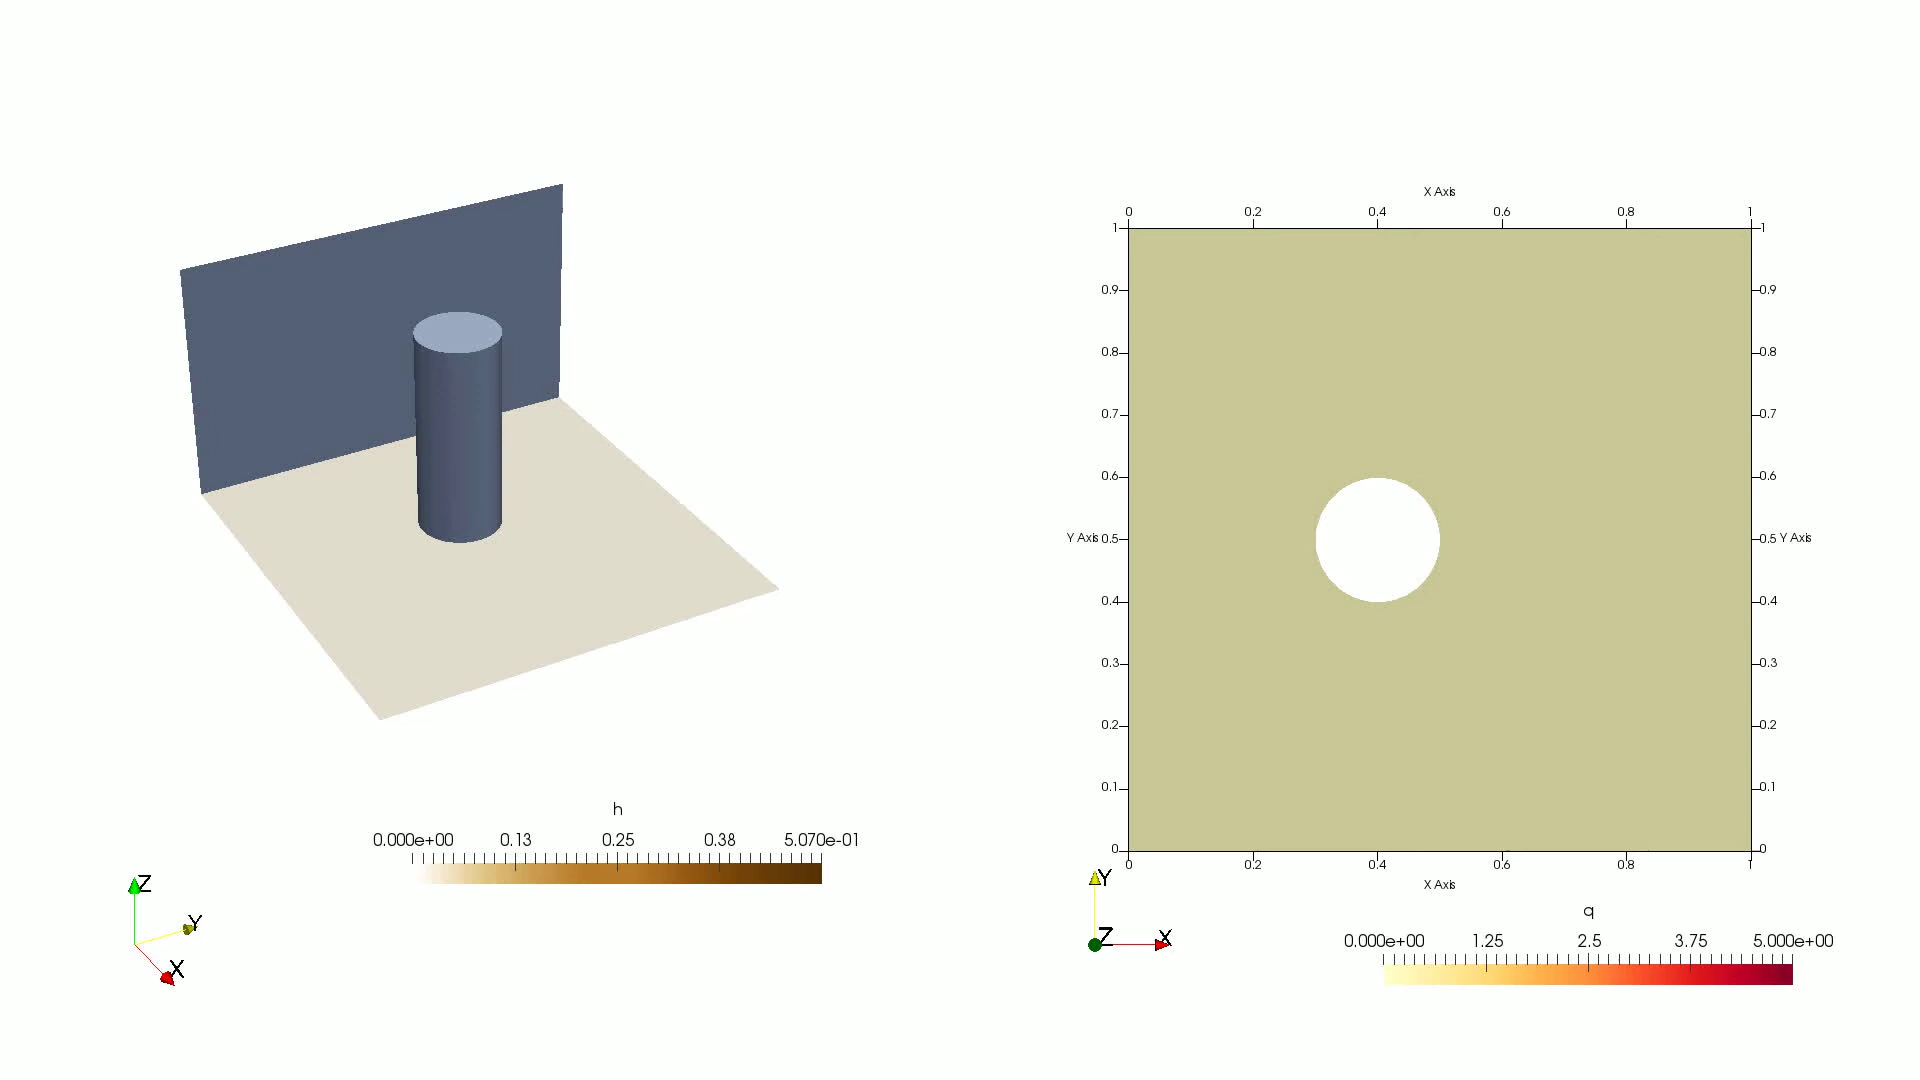 h
0.000e+00 0.13 0.25 0.38 5.070e-01
Z
Y
X
X Axis
0 0.2 0.4 0.6 0.8 1
1 1
0.9 0.9
0.8 0.8
0.7 0.7
0.6 0.6
Y Axis 0.5 0.5 Y Axis
0.4 0.4
0.3 0.3
0.2 0.2
0.1 0.1
0 0
0 0.2 0.4 0.6 0.8 1
X Axis
Y
Z X
q
0.000e+00 1.25 2.5 3.75 5.000e+00